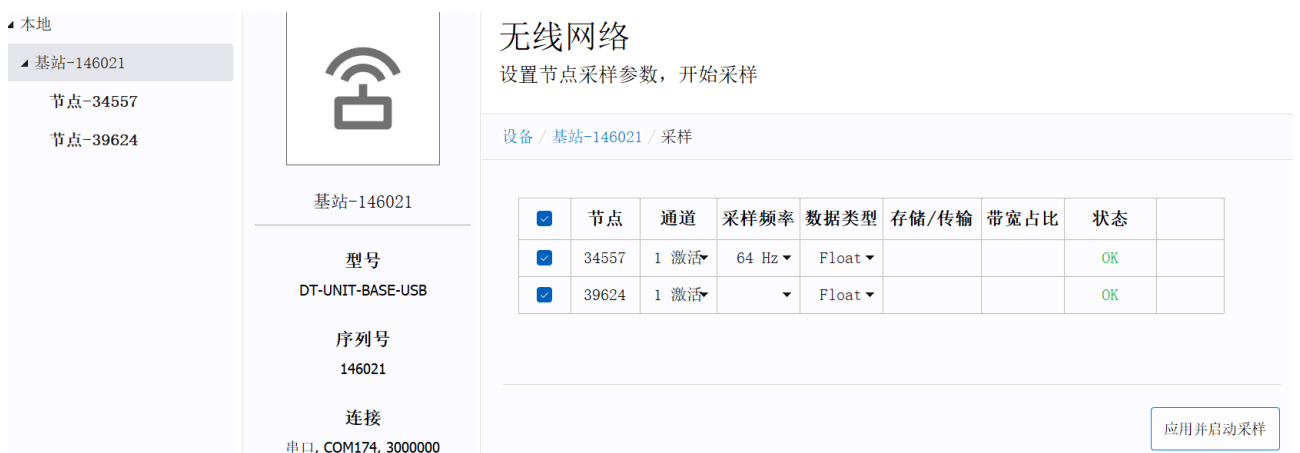 本地
基站-146021
节点-34557
节点-39624
基站-146021
型号
DT-UNIT-BASE-USB
序列号
146021
连接
串口, COM174, 3000000
无线网络
设置节点采样参数，开始采样
设备 / 基站-146021 / 采样
节点 通道 采样频率 数据类型 存储/传输 带宽占比 状态
34557 1 激活 64 Hz Float OK
39624 1 激活 Float OK
应用并启动采样